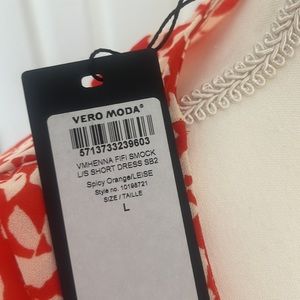 VERO MODA®
5713733239603
VMHENNA FIFI SMOCK
L/S SHORT DRESS SB2
Spicy Orange/LEISE
Style no. 10198721
SIZE / TAILLE
L